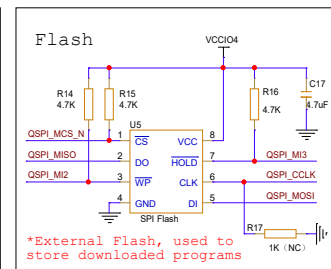 Flash
VCCIO4
R14
4.7K
R15
4.7K
R16
4.7K
C17
4.7uF
U5
QSPI_MCS_N
1
CS
VCC
8
QSPI_MISO
2
DO
HOLD
7
QSPI_MI3
QSPI_MI2
3
WP
CLK
6
QSPI_CCLK
4
GND
DI
5
QSPI_MOSI
SPI Flash
R17
1K（NC）
*External Flash, used to
store downloaded programs